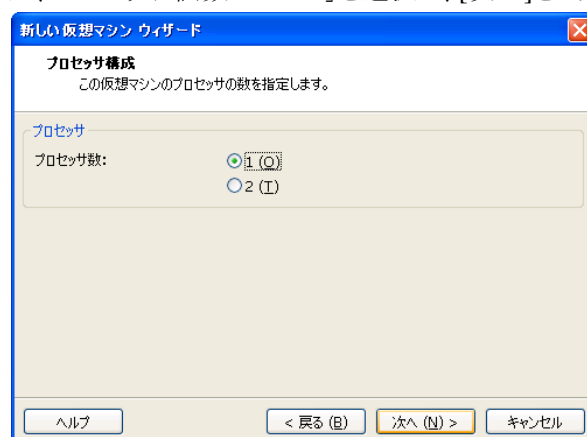 新しい仮想マシン ウィザード
プロセッサ構成
この仮想マシンのプロセッサの数を指定します。
プロセッサ
プロセッサ数:
1 (O)
2 (T)
ヘルプ
< 戻る (B)
次へ (N) >
キャンセル